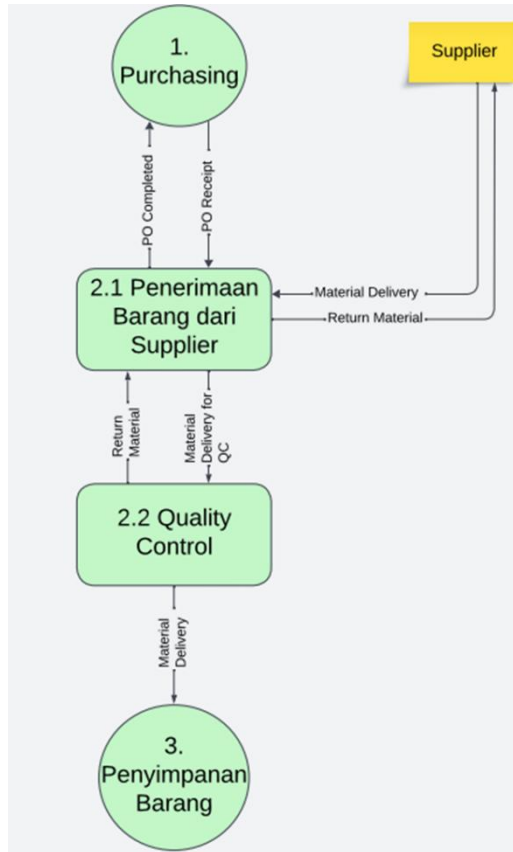 1.
Purchasing
Supplier
PO Completed
PO Receipt
Material Delivery
Return Material
2.1 Penerimaan
Barang dari
Supplier
Return
Material
Material
Delivery for
QC
2.2 Quality
Control
Material
Delivery
3.
Penyimpanan
Barang